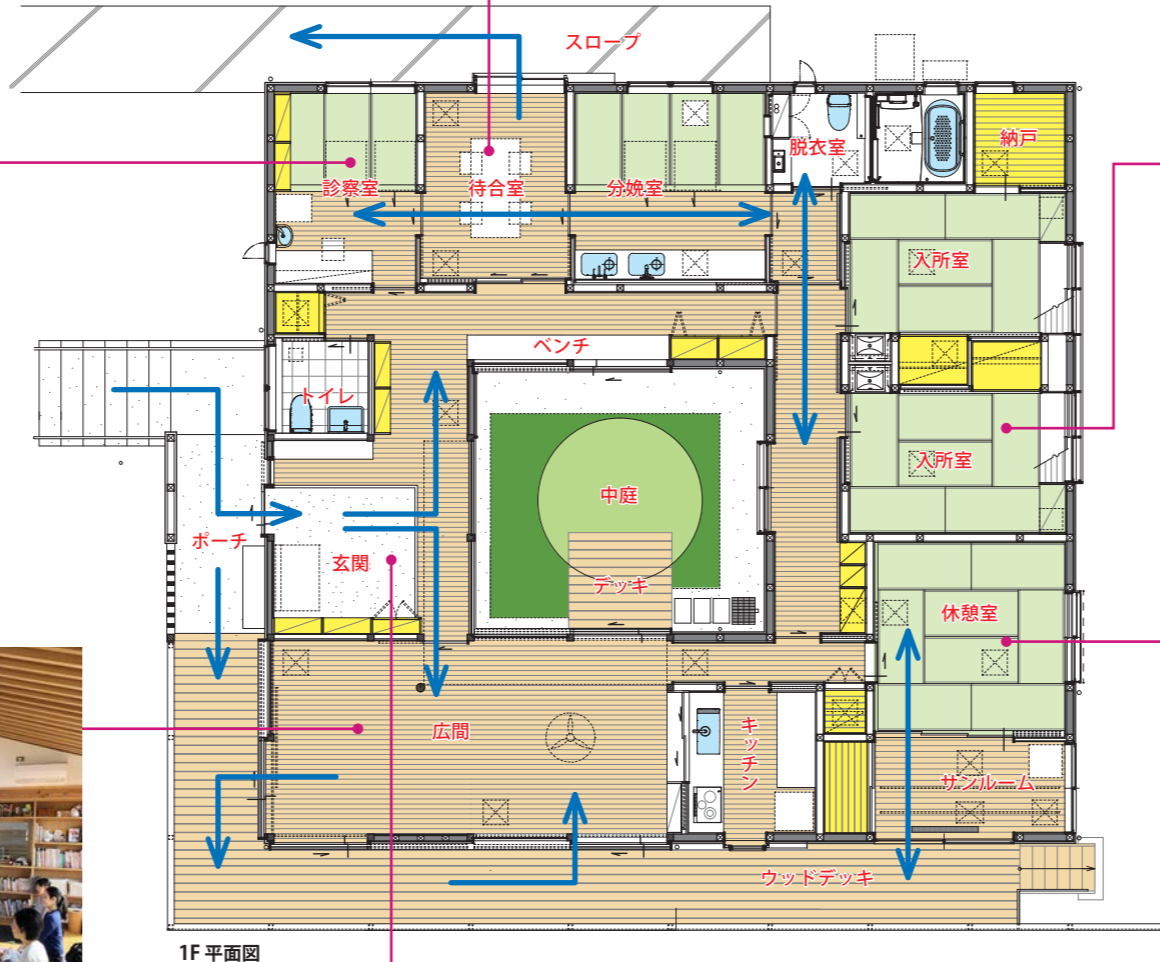 スロープ
脱衣室
納戸
診察室
待合室
分娩室
入所室
ベンチ
トイレ
入所室
中庭
ポーチ
玄関
デッキ
休憩室
広間
キッチン
サンルーム
ウッドデッキ
1F 平面図